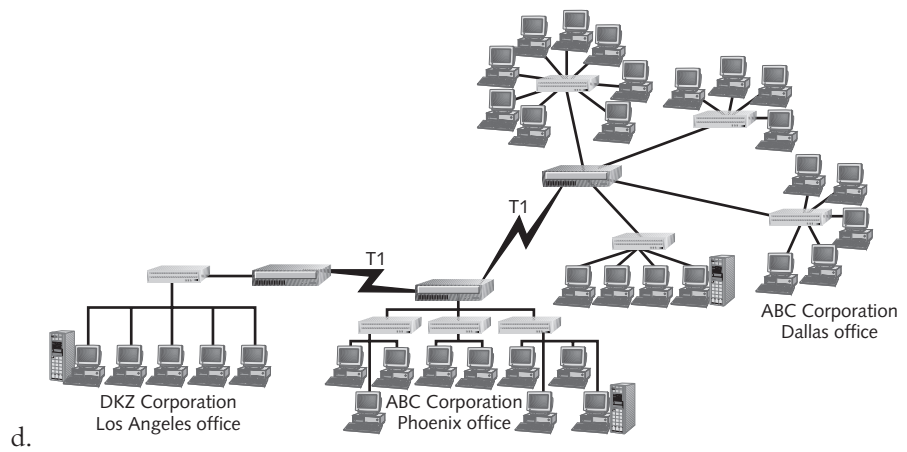 T1
T1
ABC Corporation
Dallas office
DKZ Corporation
Los Angeles office
ABC Corporation
Phoenix office
d.